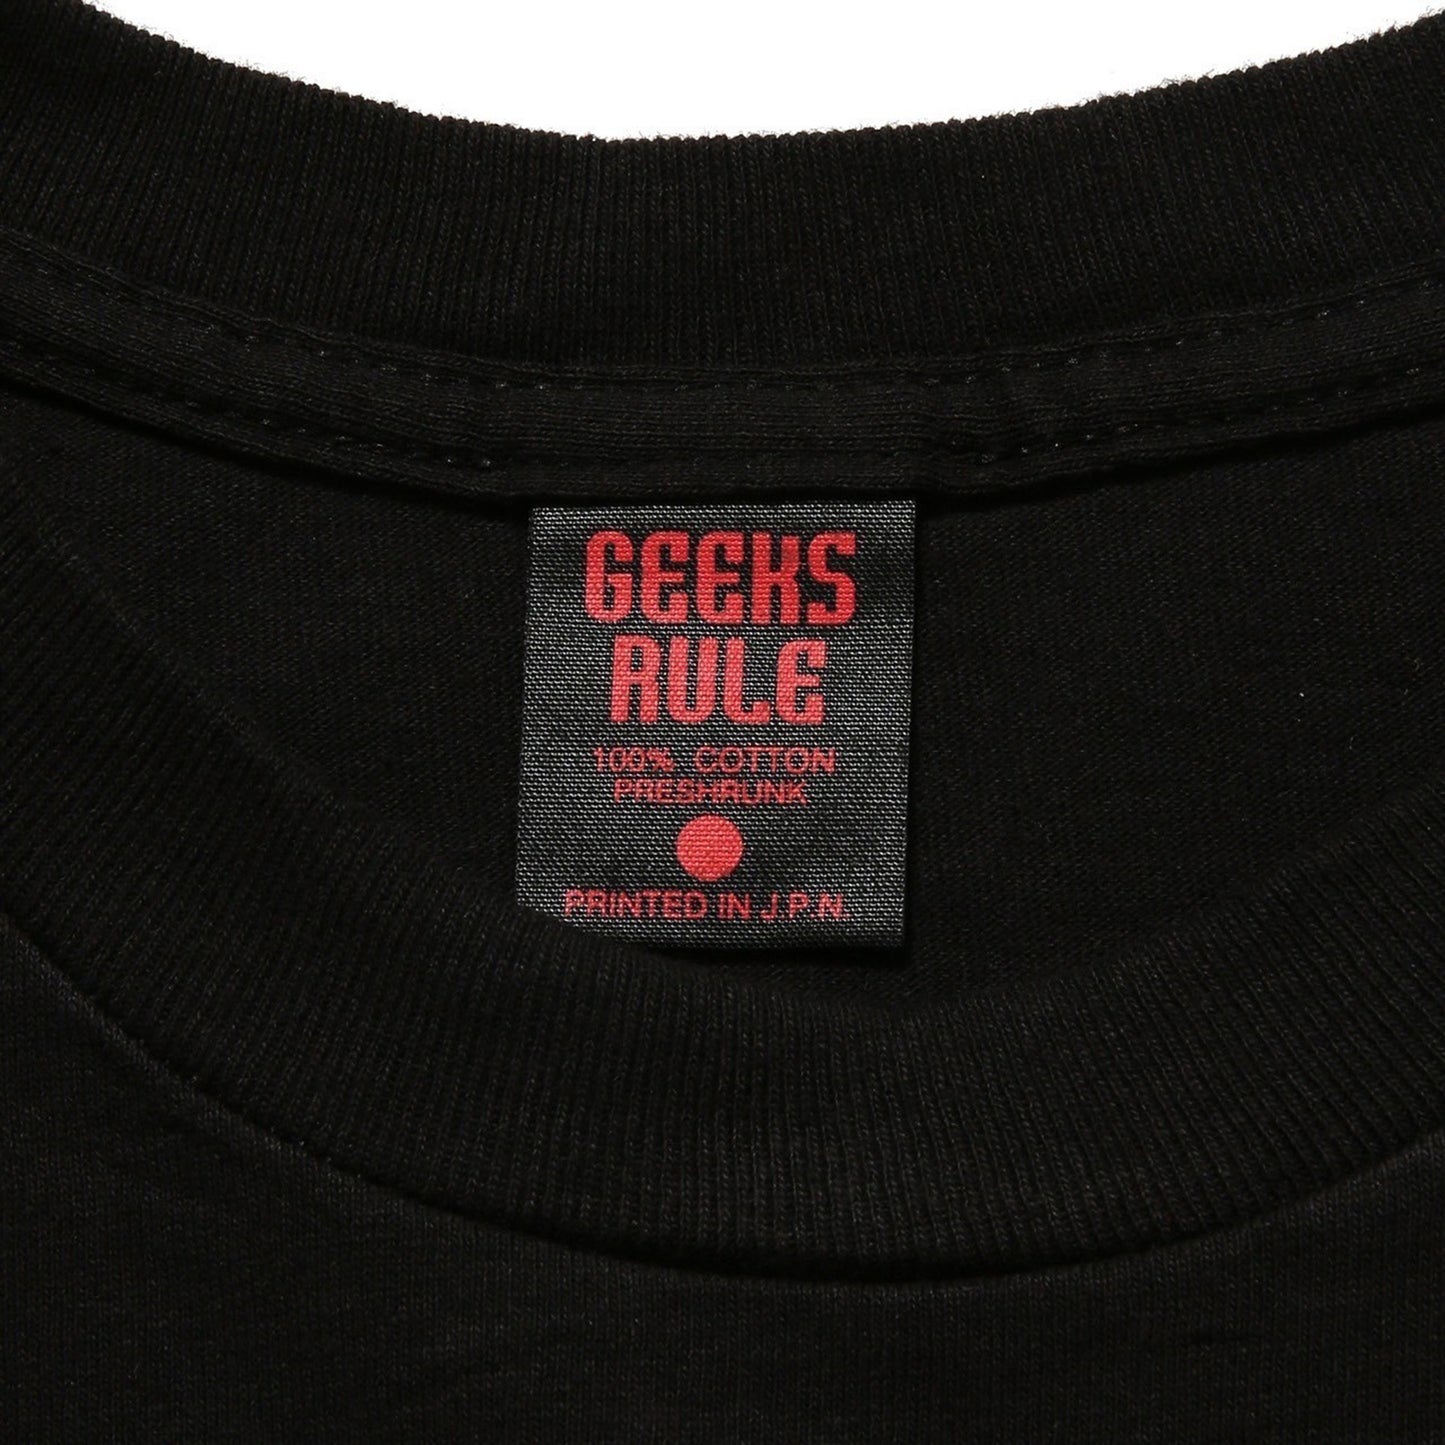 GEEKS
RULE
100% COTTON
PRESHRUNK
PRINTED IN J.P.N.